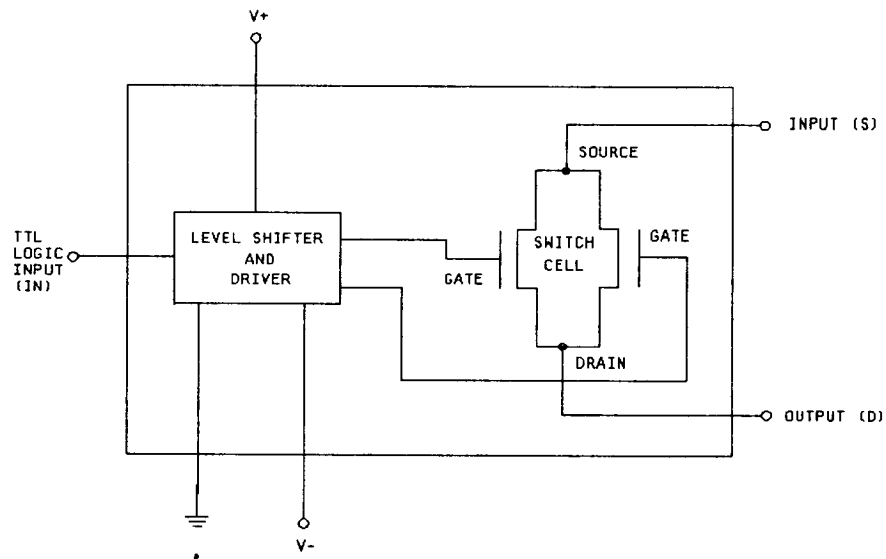 V+
INPUT (S)
SOURCE
TTL
LOGIC
INPUT
(IN)
LEVEL SHIFTER
AND
DRIVER
GATE
SWITCH
CELL
GATE
DRAIN
OUTPUT (D)
V-